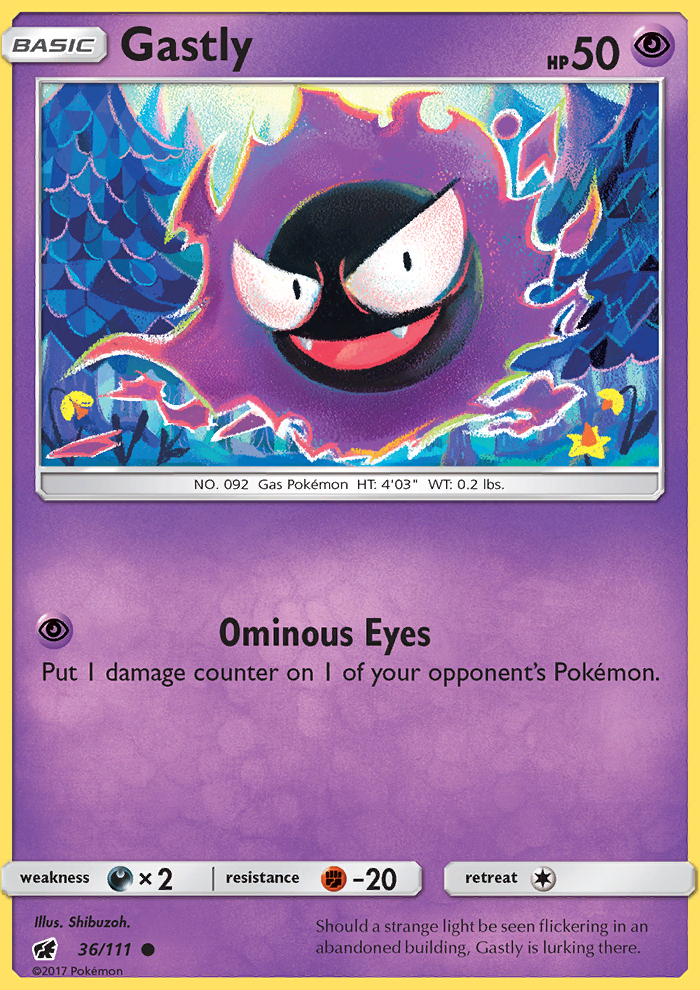 BASIC Gastly HP50
NO. 092 Gas Pokémon HT: 4'03" WT: 0.2 lbs.
Ominous Eyes
Put 1 damage counter on 1 of your opponent's Pokémon.
weakness ×2 resistance -20 retreat
Illus. Shibuzoh.
36/111
©2017 Pokémon
Should a strange light be seen flickering in an
abandoned building, Gastly is lurking there.